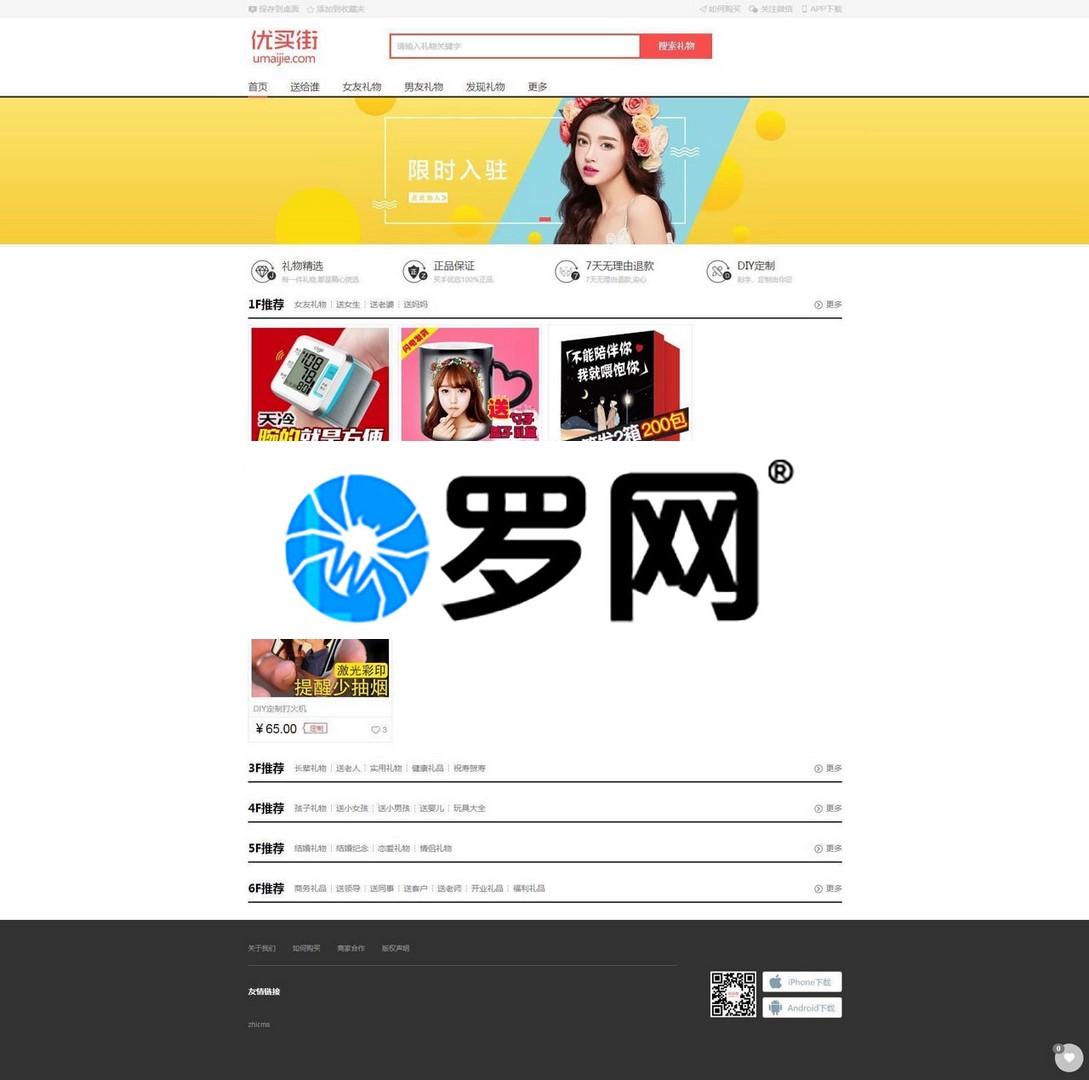 保存到桌面 添加到收藏夹 如何购买 关注微信 APP下载
优买街
umaijie.com
请输入礼物关键字 搜索礼物
首页 送给谁 女友礼物 男友礼物 发现礼物 更多
限时入驻
点此加入>
礼物精选 正品保证 7天无理由退款 DIY定制
每一件礼物,都是精心挑选 买手优选100%正品 7天无理由退款,安心
1F推荐 女友礼物 送女生 送老婆 送妈妈 更多
闪电发货
108
天冷
腕的就是方便
送
「不能陪伴你
我就喂饱你」
200包
罗网®
激光彩印
提醒少抽烟
DIY定制打火机
¥65.00 定制 3
3F推荐 长辈礼物 送老人 实用礼物 健康礼品 祝寿贺寿 更多
4F推荐 孩子礼物 送小女孩 送小男孩 送婴儿 玩具大全 更多
5F推荐 结婚礼物 结婚纪念 恋爱礼物 情侣礼物 更多
6F推荐 商务礼品 送领导 送同事 送客户 送老师 开业礼品 福利礼品 更多
关于我们 如何购买 商家合作 版权声明
友情链接
iPhone下载
Android下载
zhicms
0